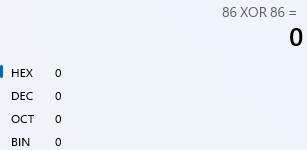 86 XOR 86 =
0
HEX 0
DEC 0
OCT 0
BIN 0